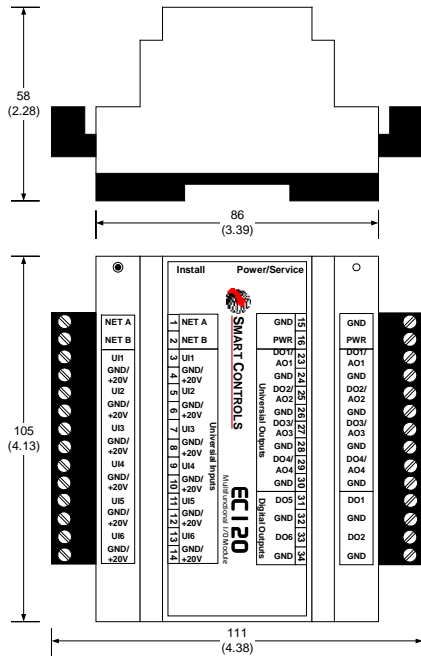 58
(2.28)
86
(3.39)
Install Power/Service
105
(4.13)
NET A
NET B
UI1
GND/
+20V
UI2
GND/
+20V
UI3
GND/
+20V
UI4
GND/
+20V
UI5
GND/
+20V
UI6
GND/
+20V
1 NET A
2 NET B
3 UI1
4 GND/
+20V
5 UI2
6 GND/
+20V
7 UI3
8 GND/
+20V
9 UI4
10 GND/
+20V
11 UI5
12 GND/
+20V
13 UI6
14 GND/
+20V
Universal Inputs
SMART CONTROLS
EC120
Multifunctional I/O Module
Universial Outputs
Digital Outputs
GND 15
PWR 16
DO1/
AO1 23
GND 24
DO2/
AO2 25
GND 26
DO3/
AO3 27
GND 28
DO4/
AO4 29
GND 30
DO5 31
GND 32
DO6 33
GND 34
GND
PWR
DO1/
AO1
GND
DO2/
AO2
GND
DO3/
AO3
GND
DO4/
AO4
GND
DO1
GND
DO2
GND
111
(4.38)